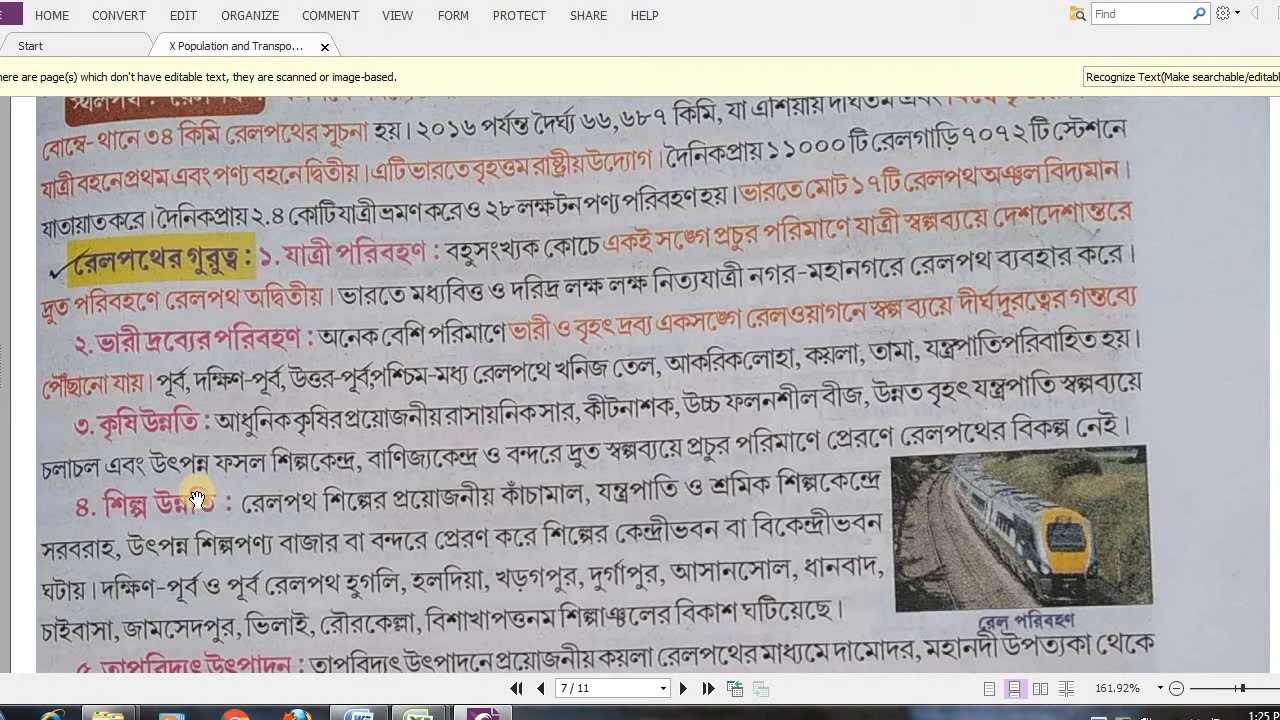 HOME CONVERT EDIT ORGANIZE COMMENT VIEW FORM PROTECT SHARE HELP Find
Start X Population and Transpo...
here are page(s) which don't have editable text, they are scanned or image-based. Recognize Text(Make searchable/editabl
বোম্বে-থানে ৩৪ কিমি রেলপথের সূচনা হয়। ২০১৬ পর্যন্ত দৈর্ঘ্য ৬৬,৬৮৭ কিমি, যা এশিয়ায় দীর্ঘতম এবং
যাত্রী বহনে প্রথম এবং পণ্য বহনে দ্বিতীয়। এটি ভারতে বৃহত্তম রাষ্ট্রীয় উদ্যোগ। দৈনিক প্রায় ১১০০০ টি রেলগাড়ি ৭০৭২ টি স্টেশনে
যাতায়াত করে। দৈনিক প্রায় ২.৪ কোটি যাত্রী ভ্রমণ করে ও ২৮ লক্ষ টন পণ্য পরিবহণ হয়। ভারতে মোট ১৭টি রেলপথ অঞ্চল বিদ্যমান।
রেলপথের গুরুত্ব : ১. যাত্রী পরিবহণ : বহুসংখ্যক কোচে একই সঙ্গে প্রচুর পরিমাণে যাত্রী স্বল্পব্যয়ে দেশদেশান্তরে
দ্রুত পরিবহণে রেলপথ অদ্বিতীয়। ভারতে মধ্যবিত্ত ও দরিদ্র লক্ষ লক্ষ নিত্যযাত্রী নগর-মহানগরে রেলপথ ব্যবহার করে।
২. ভারী দ্রব্যের পরিবহণ : অনেক বেশি পরিমাণে ভারী ও বৃহৎ দ্রব্য একসঙ্গে রেলওয়াগনে স্বল্প ব্যয়ে দীর্ঘ দূরত্বের গন্তব্যে
পৌঁছানো যায়। পূর্ব, দক্ষিণ-পূর্ব, উত্তর-পূর্ব, পশ্চিম-মধ্য রেলপথে খনিজ তেল, আকরিক লোহা, কয়লা, তামা, যন্ত্রপাতি পরিবাহিত হয়।
৩. কৃষি উন্নতি : আধুনিক কৃষির প্রয়োজনীয় রাসায়নিক সার, কীটনাশক, উচ্চ ফলনশীল বীজ, উন্নত বৃহৎ যন্ত্রপাতি স্বল্পব্যয়ে
চলাচল এবং উৎপন্ন ফসল শিল্পকেন্দ্র, বাণিজ্যকেন্দ্র ও বন্দরে দ্রুত স্বল্পব্যয়ে প্রচুর পরিমাণে প্রেরণে রেলপথের বিকল্প নেই।
৪. শিল্প উন্নতি : রেলপথ শিল্পের প্রয়োজনীয় কাঁচামাল, যন্ত্রপাতি ও শ্রমিক শিল্পকেন্দ্রে
সরবরাহ, উৎপন্ন শিল্পপণ্য বাজার বা বন্দরে প্রেরণ করে শিল্পের কেন্দ্রীভবন বা বিকেন্দ্রীভবন
ঘটায়। দক্ষিণ-পূর্ব ও পূর্ব রেলপথ হুগলি, হলদিয়া, খড়গপুর, দুর্গাপুর, আসানসোল, ধানবাদ,
চাইবাসা, জামসেদপুর, ভিলাই, রৌরকেল্লা, বিশাখাপত্তনম শিল্পাঞ্চলের বিকাশ ঘটিয়েছে।
রেল পরিবহণ
৫. তাপবিদ্যুৎ উৎপাদন : তাপবিদ্যুৎ উৎপাদনে প্রয়োজনীয় কয়লা রেলপথের মাধ্যমে দামোদর, মহানদী উপত্যকা থেকে
7 / 11 161.92%
1:25 P